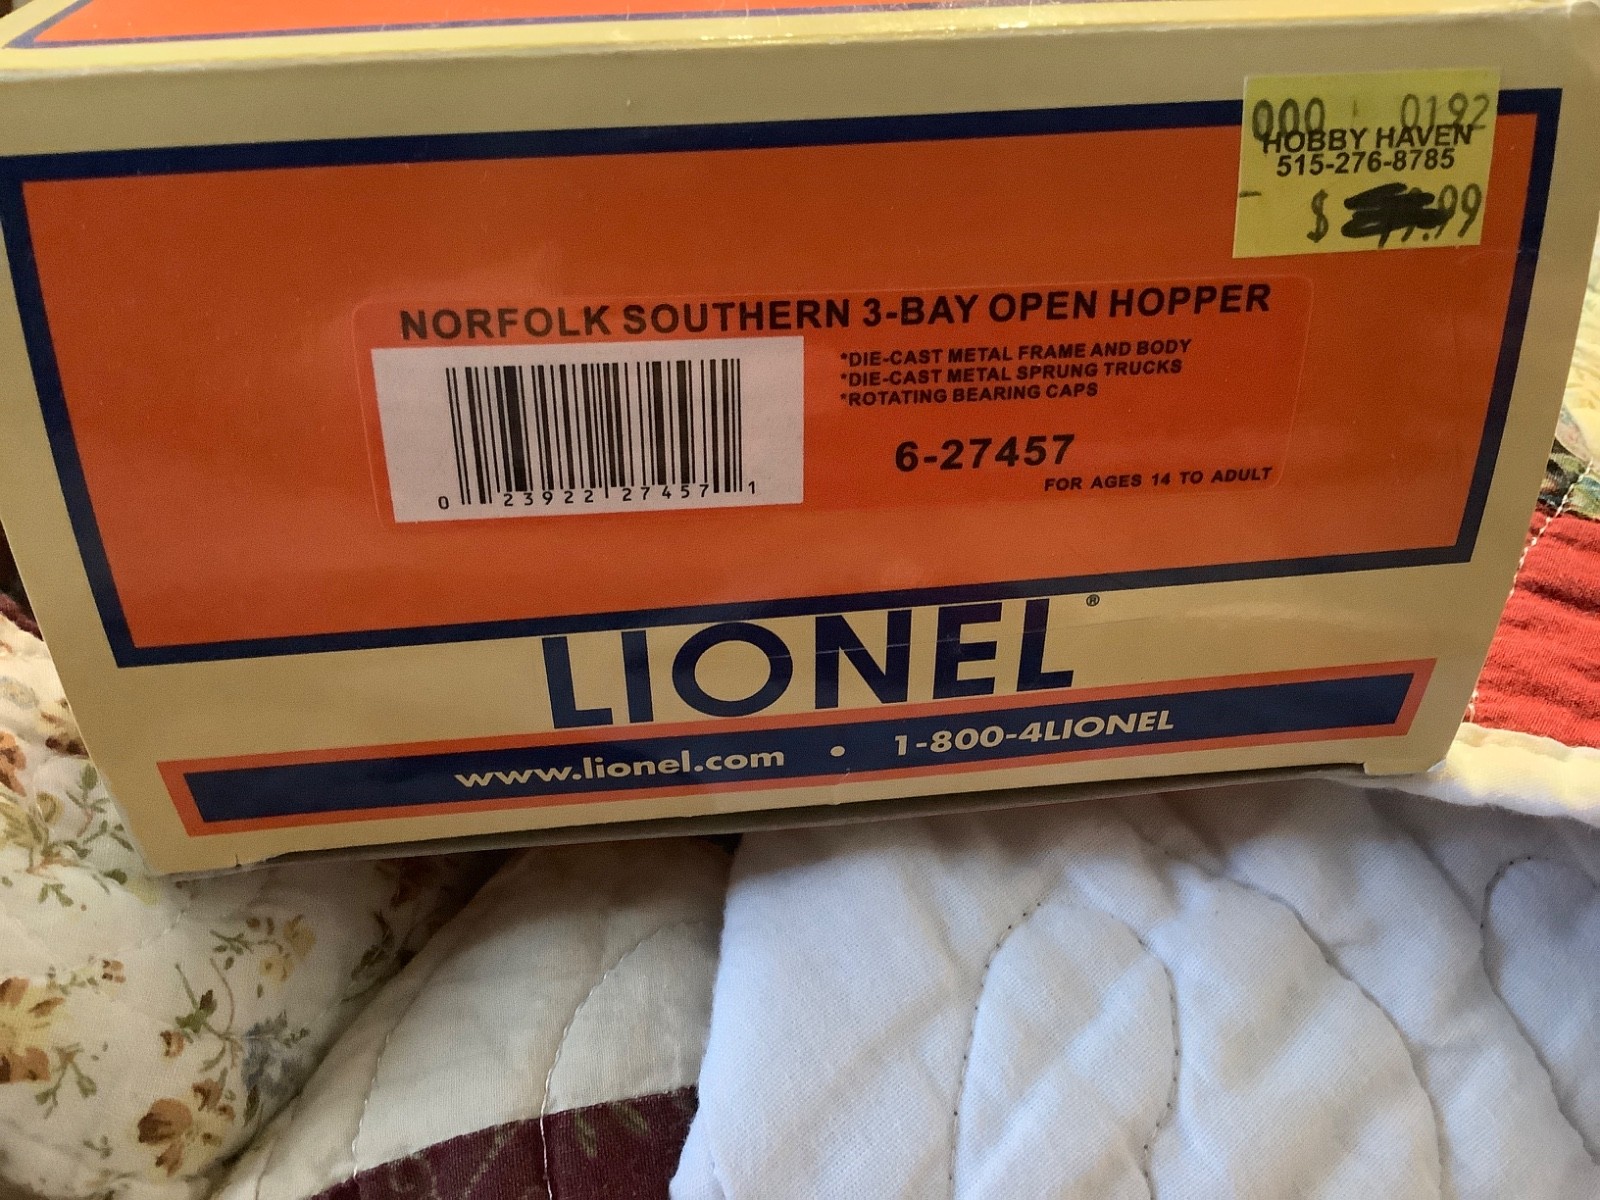 000 0192
HOBBY HAVEN
515-276-8785
$ .99
NORFOLK SOUTHERN 3-BAY OPEN HOPPER
*DIE-CAST METAL FRAME AND BODY
*DIE-CAST METAL SPRUNG TRUCKS
*ROTATING BEARING CAPS
0 23922 27457 1
6-27457
FOR AGES 14 TO ADULT
LIONEL®
www.lionel.com • 1-800-4LIONEL